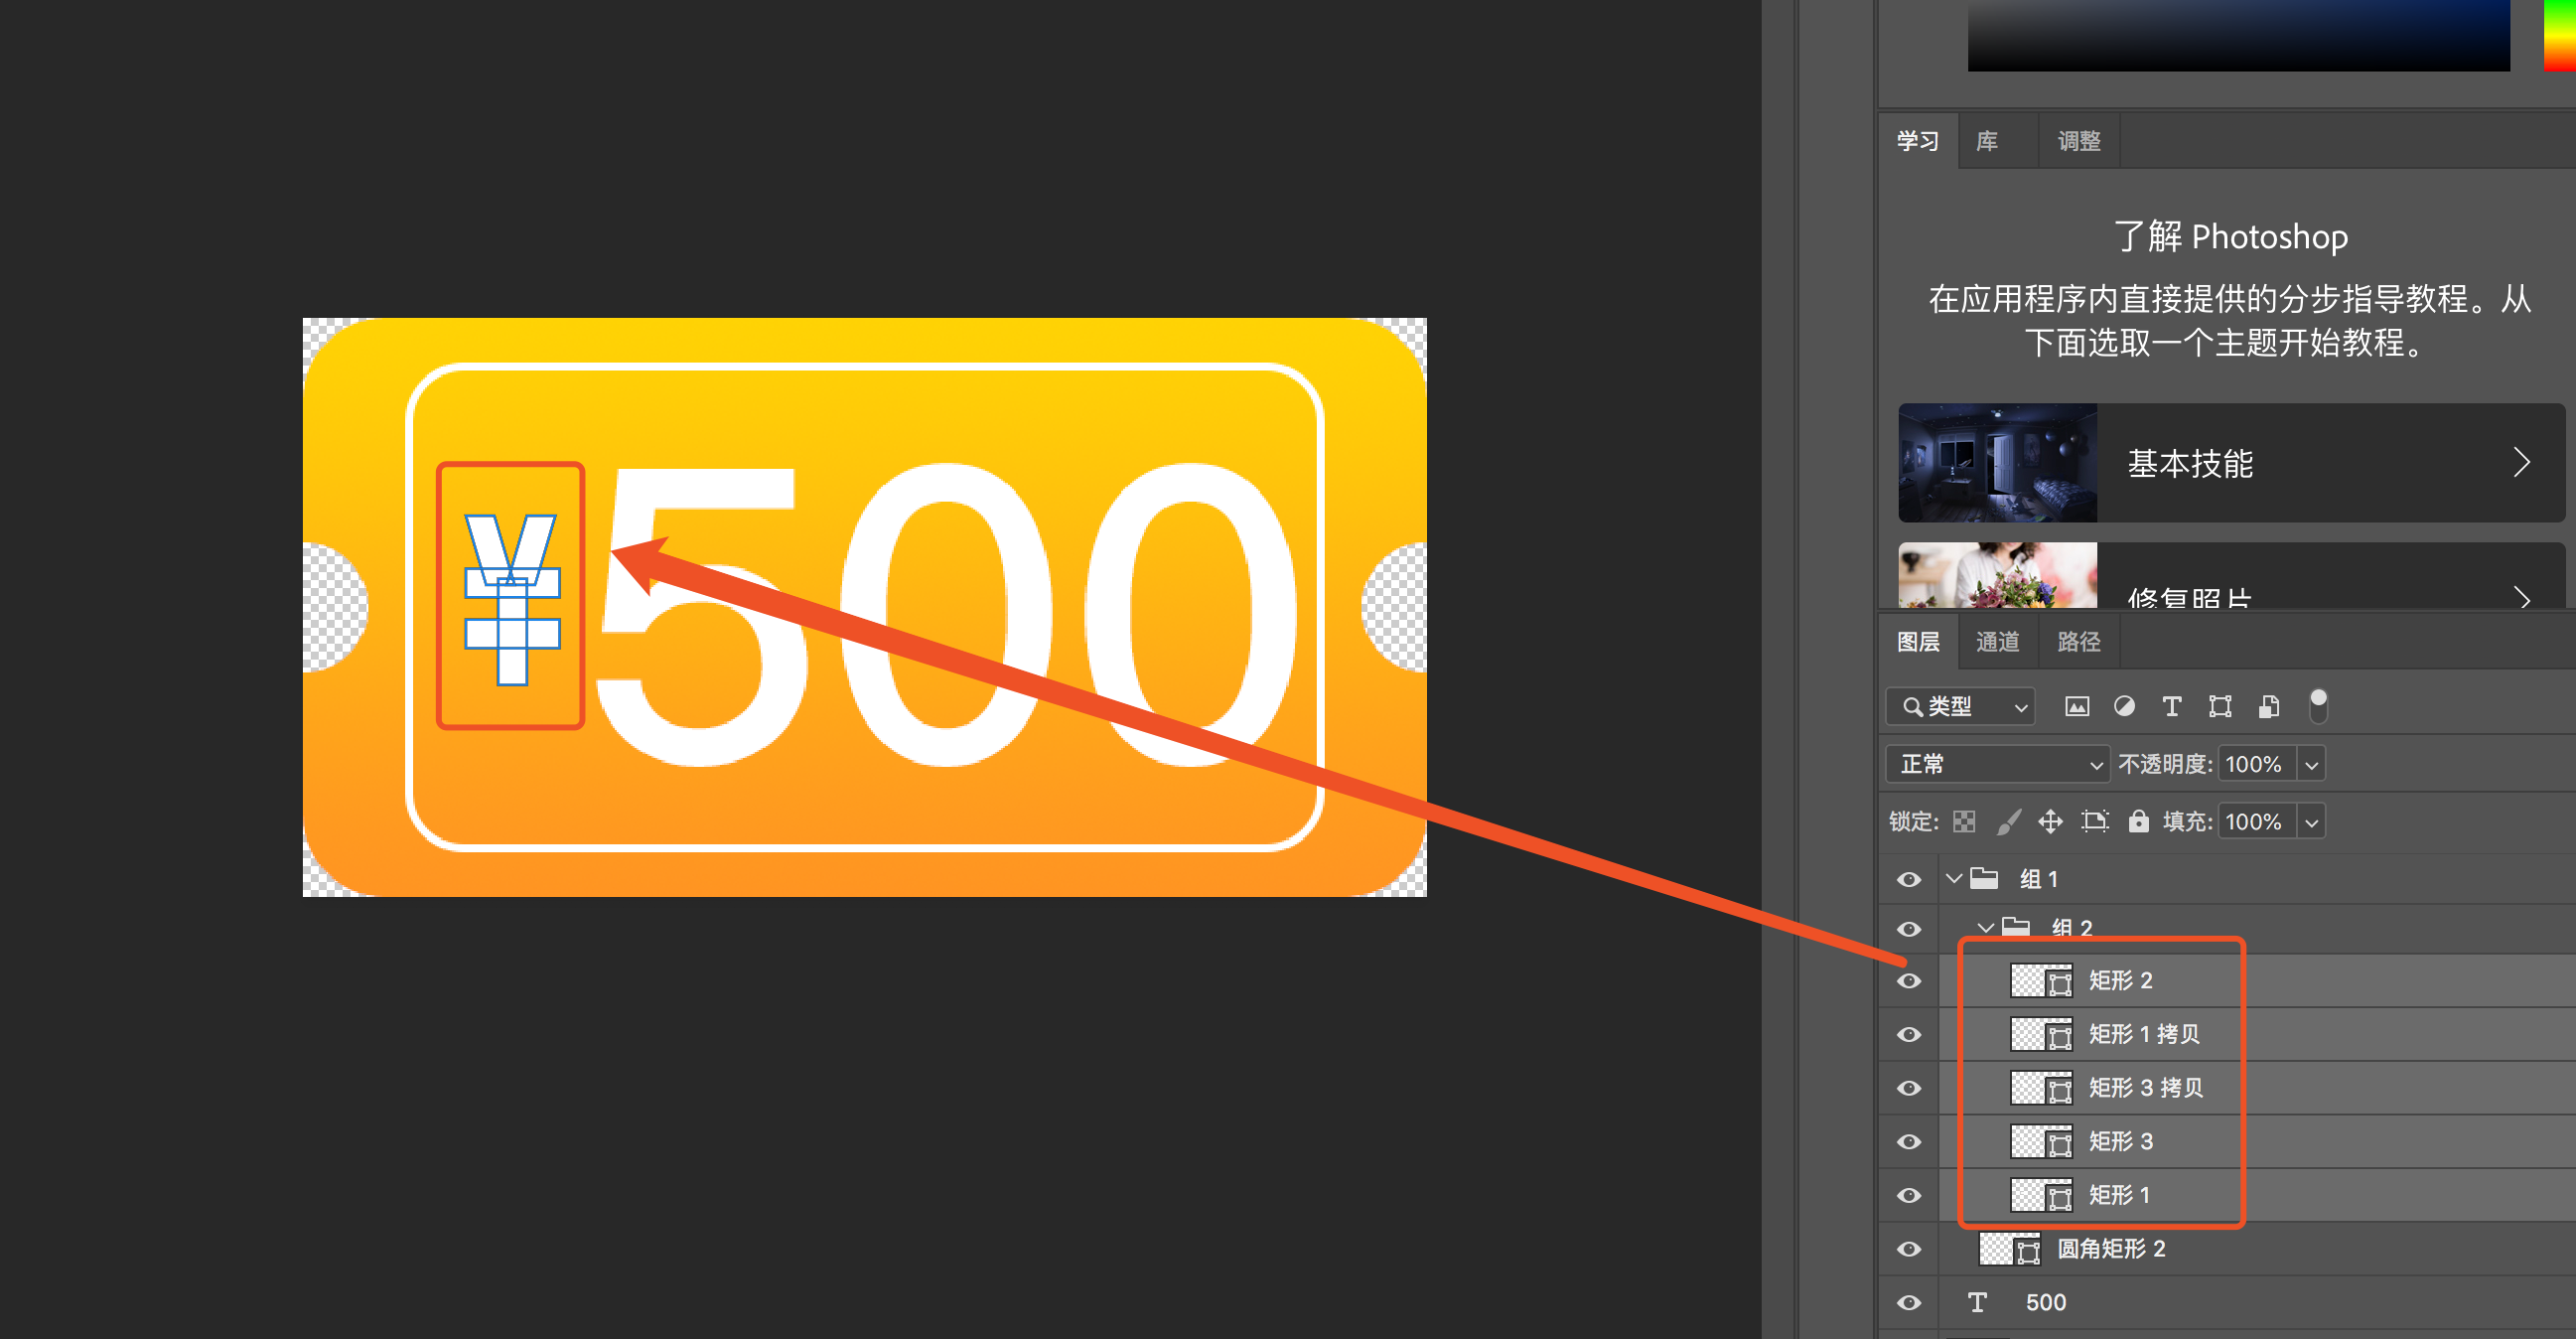 ¥500
学习 库 调整
了解 Photoshop
在应用程序内直接提供的分步指导教程。从
下面选取一个主题开始教程。
基本技能
修复照片
图层 通道 路径
类型
正常 不透明度: 100%
锁定: 填充: 100%
组 1
组 2
矩形 2
矩形 1 拷贝
矩形 3 拷贝
矩形 3
矩形 1
圆角矩形 2
T 500